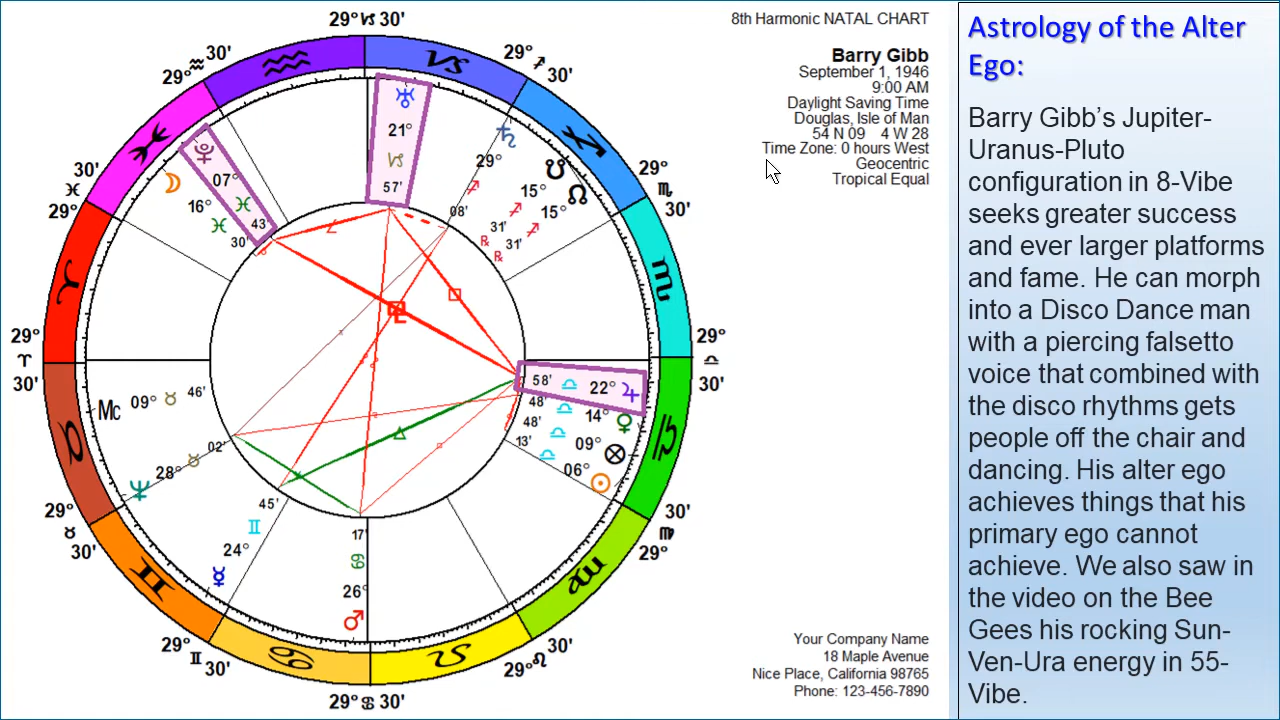 29° ♑ 30'
8th Harmonic NATAL CHART
Barry Gibb
September 1, 1946
9:00 AM
Daylight Saving Time
Douglas, Isle of Man
54 N 09 4 W 28
Time Zone: 0 hours West
Geocentric
Tropical Equal
29° ♐ 30'
29° ♏ 30'
29° ♎ 30'
30' ♍ 29°
29° ♌ 30'
29° ♋ 30'
29° ♊ 30'
29° ♉ 30'
29° ♈ 30'
30' ♓ 29°
29° ♒ 30'
♅ 21° ♑ 57'
♄ 29° ♐ 08'
☋ 15° ♐ 31' ℞
☊ 15° ♐ 31' ℞
♇ 07° ♓ 43'
☽ 16° ♓ 30'
58' ♎ 22° ♃
48' ♎ 14° ♀
48' ♎ 09° ⊗
13' ♎ 06° ☉
Mc 09° ♉ 46'
♆ 28° ♉ 02'
45' ♊ 24° ☿
17' ♋ 26° ♂
Your Company Name
18 Maple Avenue
Nice Place, California 98765
Phone: 123-456-7890
Astrology of the Alter
Ego:
Barry Gibb’s Jupiter-
Uranus-Pluto
configuration in 8-Vibe
seeks greater success
and ever larger platforms
and fame. He can morph
into a Disco Dance man
with a piercing falsetto
voice that combined with
the disco rhythms gets
people off the chair and
dancing. His alter ego
achieves things that his
primary ego cannot
achieve. We also saw in
the video on the Bee
Gees his rocking Sun-
Ven-Ura energy in 55-
Vibe.